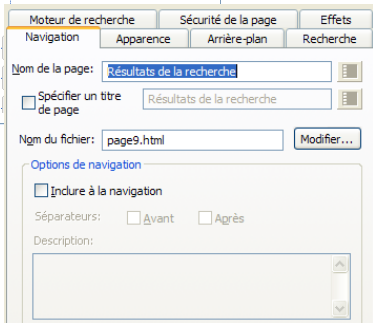 Moteur de recherche Sécurité de la page Effets
Navigation Apparence Arrière-plan Recherche
Nom de la page: Résultats de la recherche
Spécifier un titre de page Résultats de la recherche
Nom du fichier: page9.html Modifier...
Options de navigation
Inclure à la navigation
Séparateurs: Avant Après
Description: